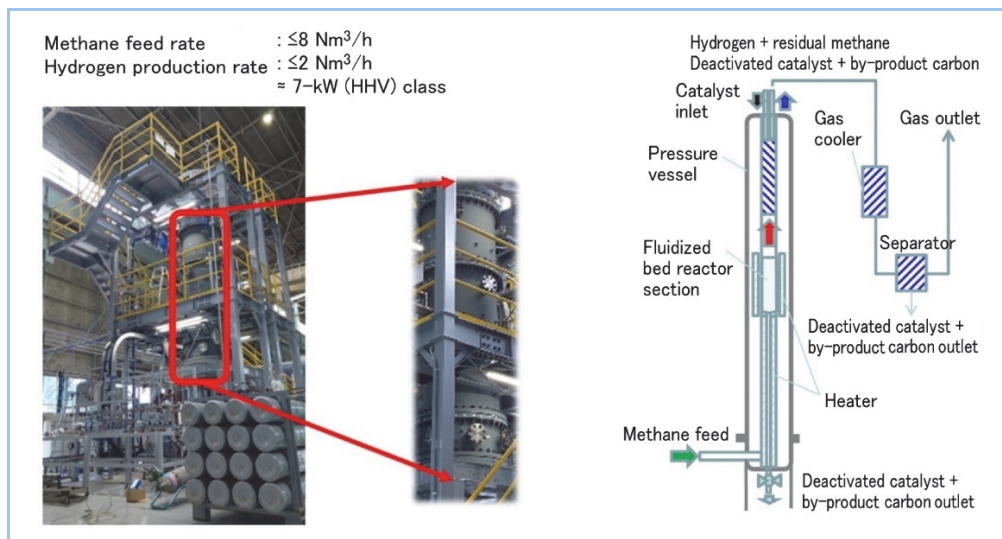 Methane feed rate : ≤8 Nm³/h
Hydrogen production rate : ≤2 Nm³/h
≈ 7-kW (HHV) class
Hydrogen + residual methane
Deactivated catalyst + by-product carbon
Catalyst
inlet
Gas
cooler
Gas outlet
Pressure
vessel
Fluidized
bed reactor
section
Separator
Deactivated catalyst +
by-product carbon outlet
Heater
Methane feed
Deactivated catalyst +
by-product carbon outlet